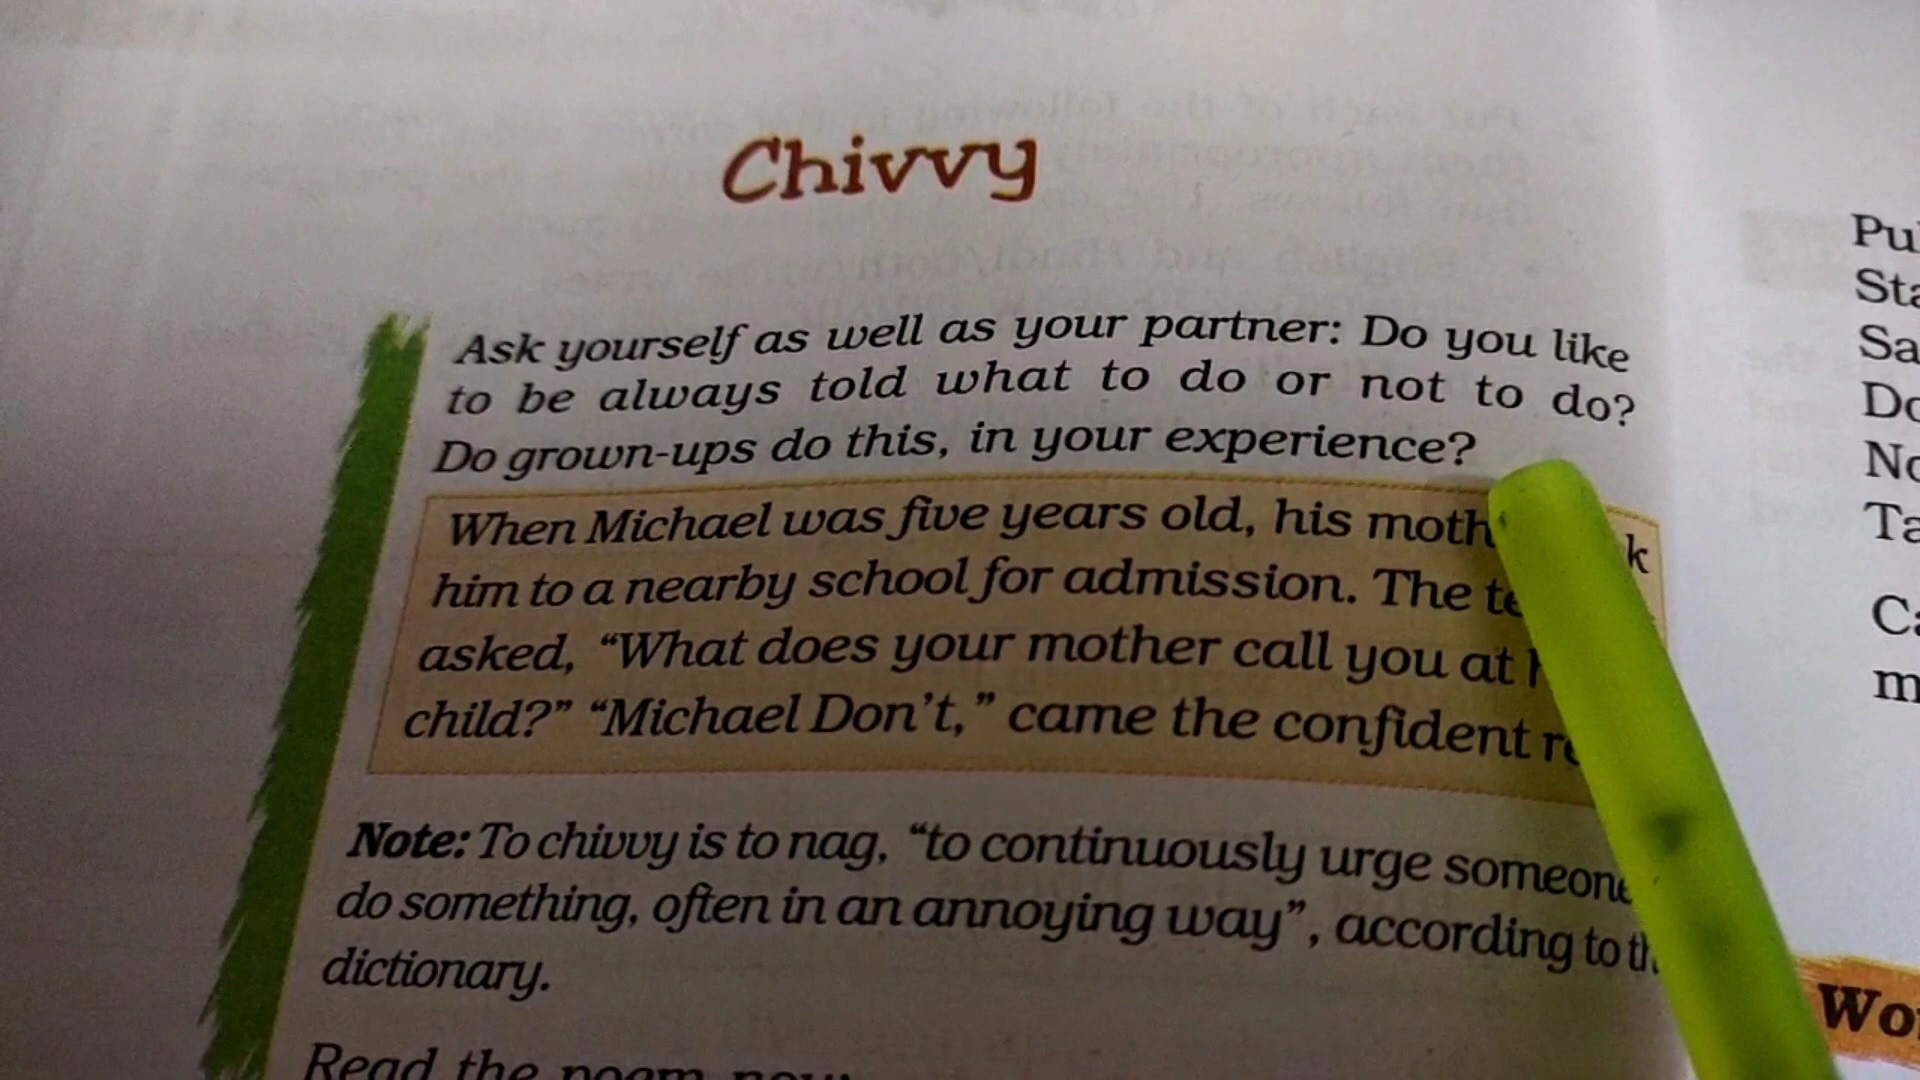 Chivvy
Ask yourself as well as your partner: Do you like
to be always told what to do or not to do?
Do grown-ups do this, in your experience?
When Michael was five years old, his
him to a nearby school for admission. The
asked, “What does your mother call you at
child?” “Michael Don’t,” came the confident
Note: To chivvy is to nag, “to continuously urge someone
do something, often in an annoying way”, according to
dictionary.
Read the poem now: